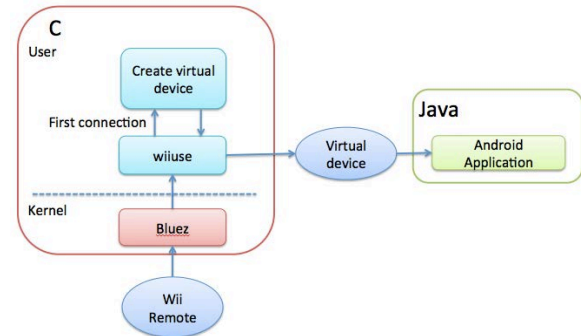 C
User
Create virtual
device
First connection
wiiuse
Virtual
device
Java
Android
Application
Kernel
Bluez
Wii
Remote